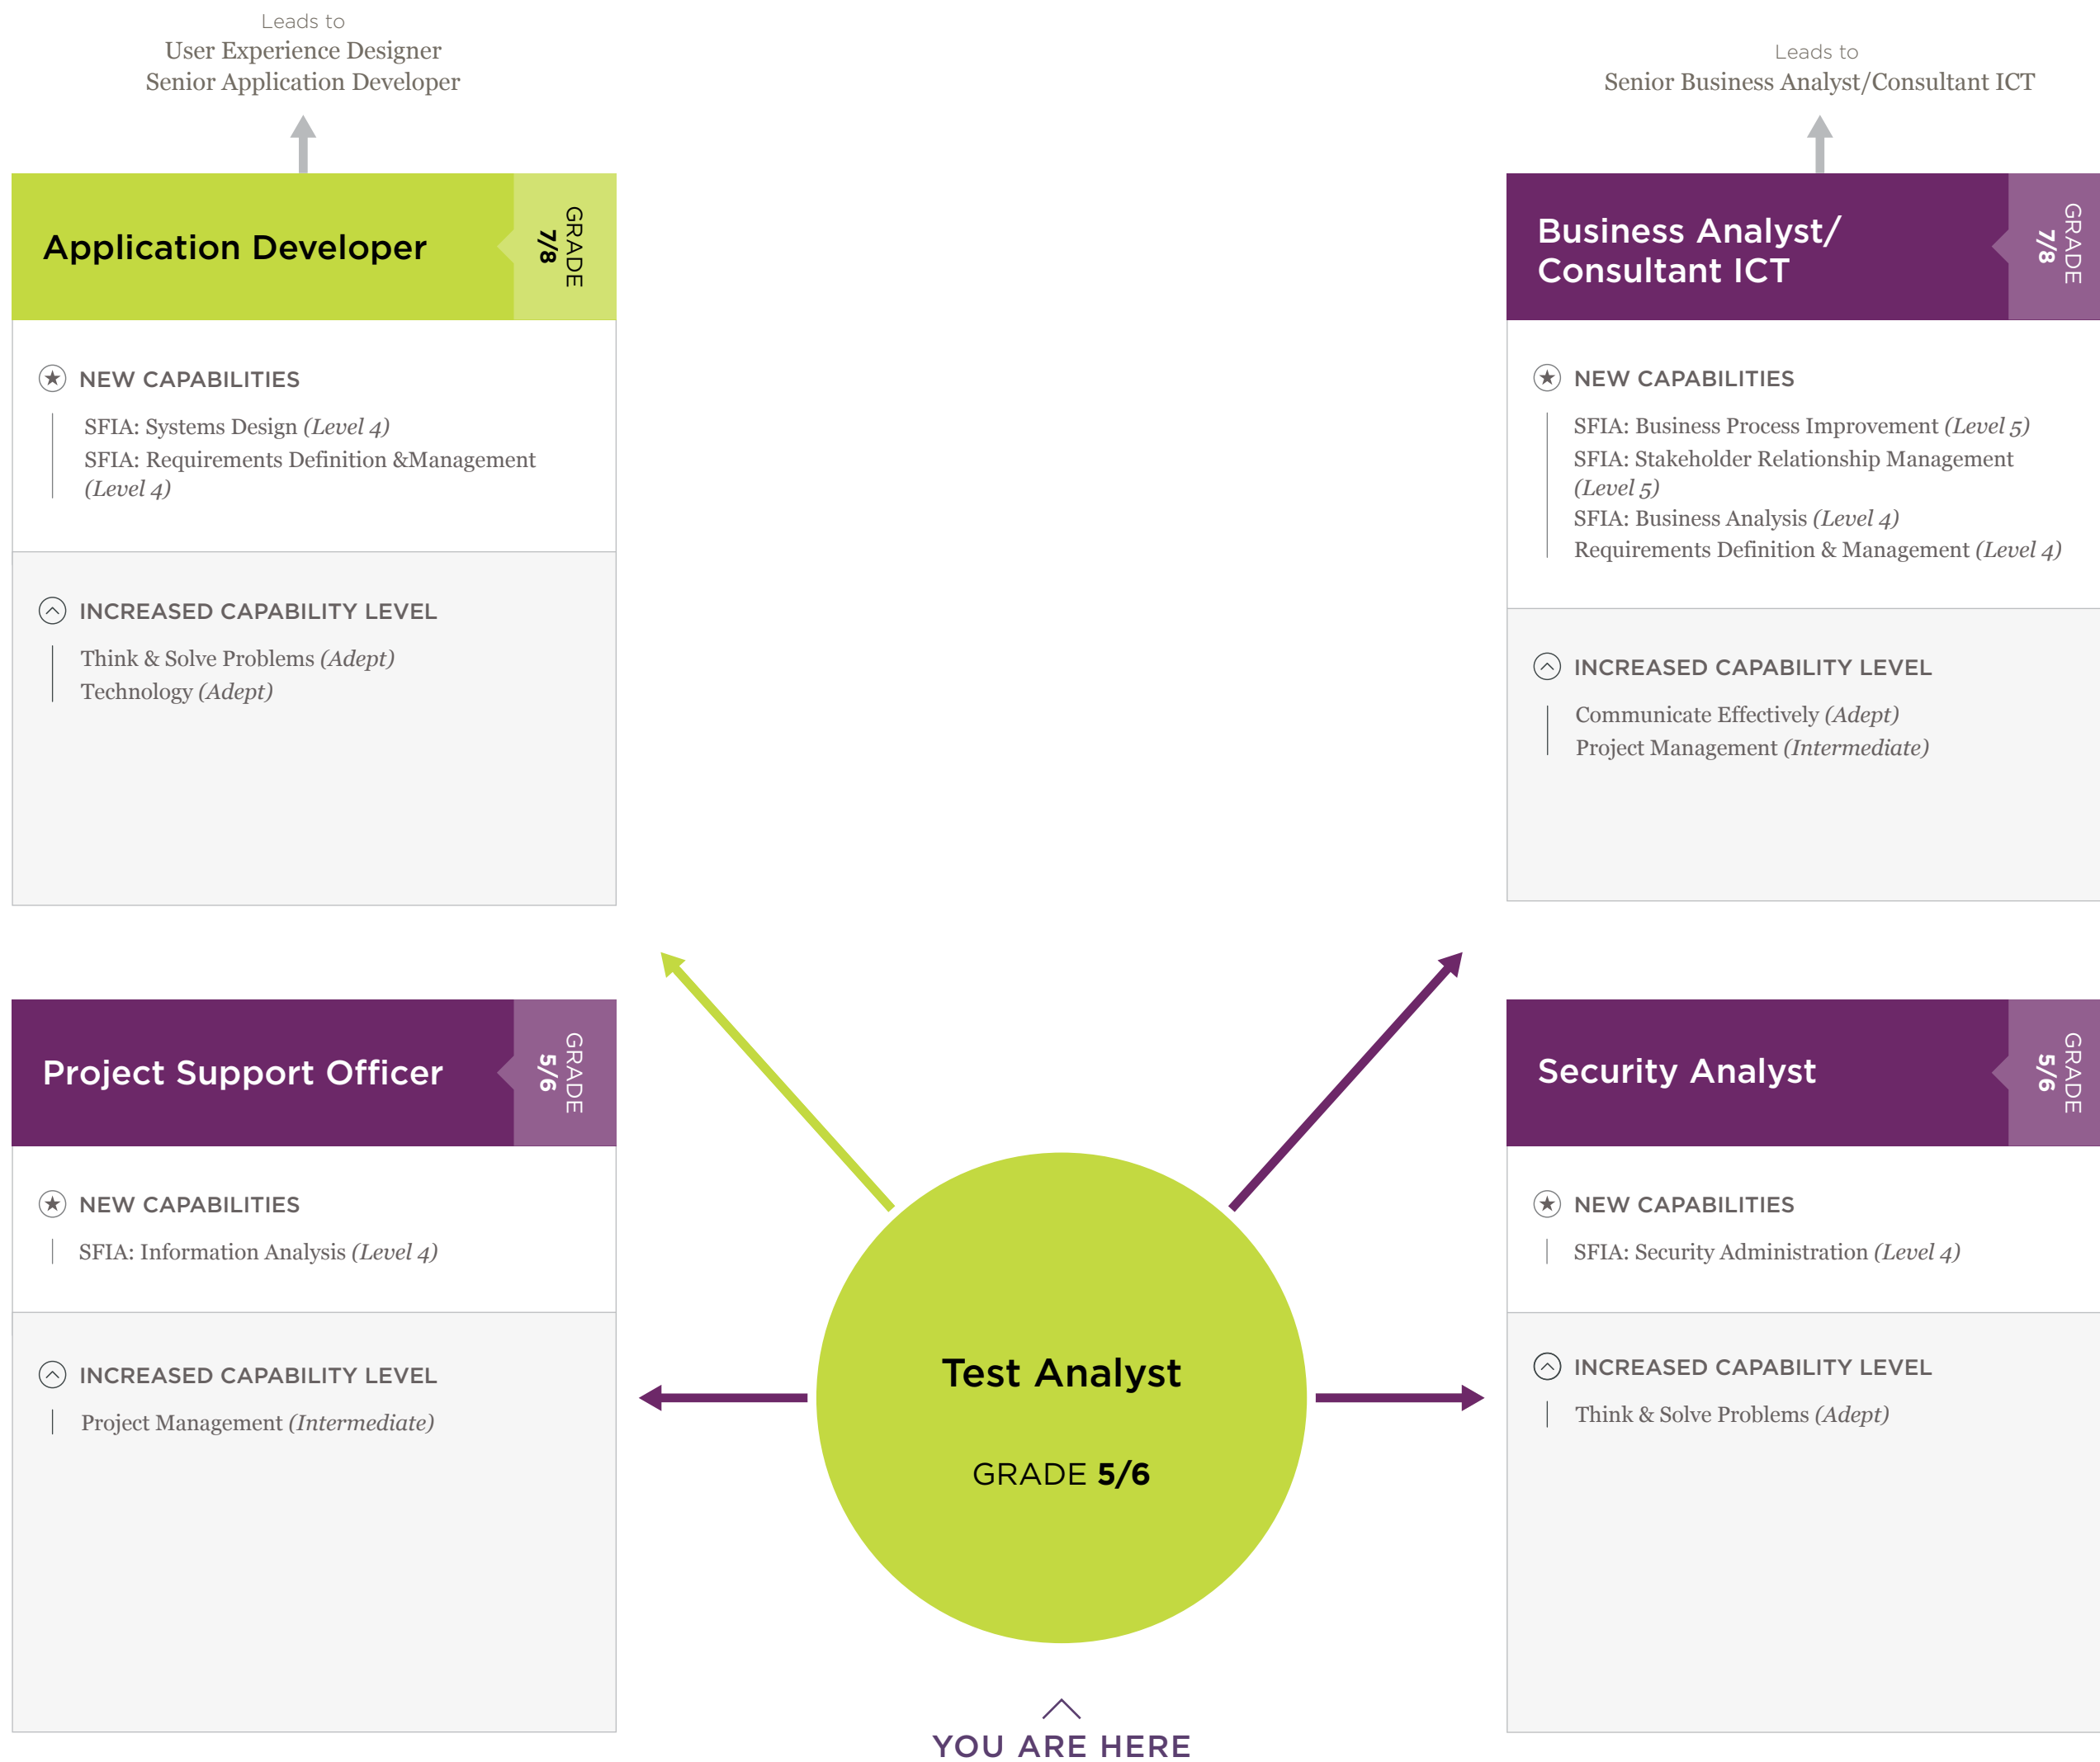 Leads to
User Experience Designer
Senior Application Developer
Application Developer
GRADE
7/8
NEW CAPABILITIES
SFIA: Systems Design (Level 4)
SFIA: Requirements Definition &Management
(Level 4)
INCREASED CAPABILITY LEVEL
Think & Solve Problems (Adept)
Technology (Adept)
Leads to
Senior Business Analyst/Consultant ICT
Business Analyst/
Consultant ICT
GRADE
7/8
NEW CAPABILITIES
SFIA: Business Process Improvement (Level 5)
SFIA: Stakeholder Relationship Management
(Level 5)
SFIA: Business Analysis (Level 4)
Requirements Definition & Management (Level 4)
INCREASED CAPABILITY LEVEL
Communicate Effectively (Adept)
Project Management (Intermediate)
Project Support Officer
GRADE
5/6
NEW CAPABILITIES
SFIA: Information Analysis (Level 4)
INCREASED CAPABILITY LEVEL
Project Management (Intermediate)
Test Analyst
GRADE 5/6
YOU ARE HERE
Security Analyst
GRADE
5/6
NEW CAPABILITIES
SFIA: Security Administration (Level 4)
INCREASED CAPABILITY LEVEL
Think & Solve Problems (Adept)